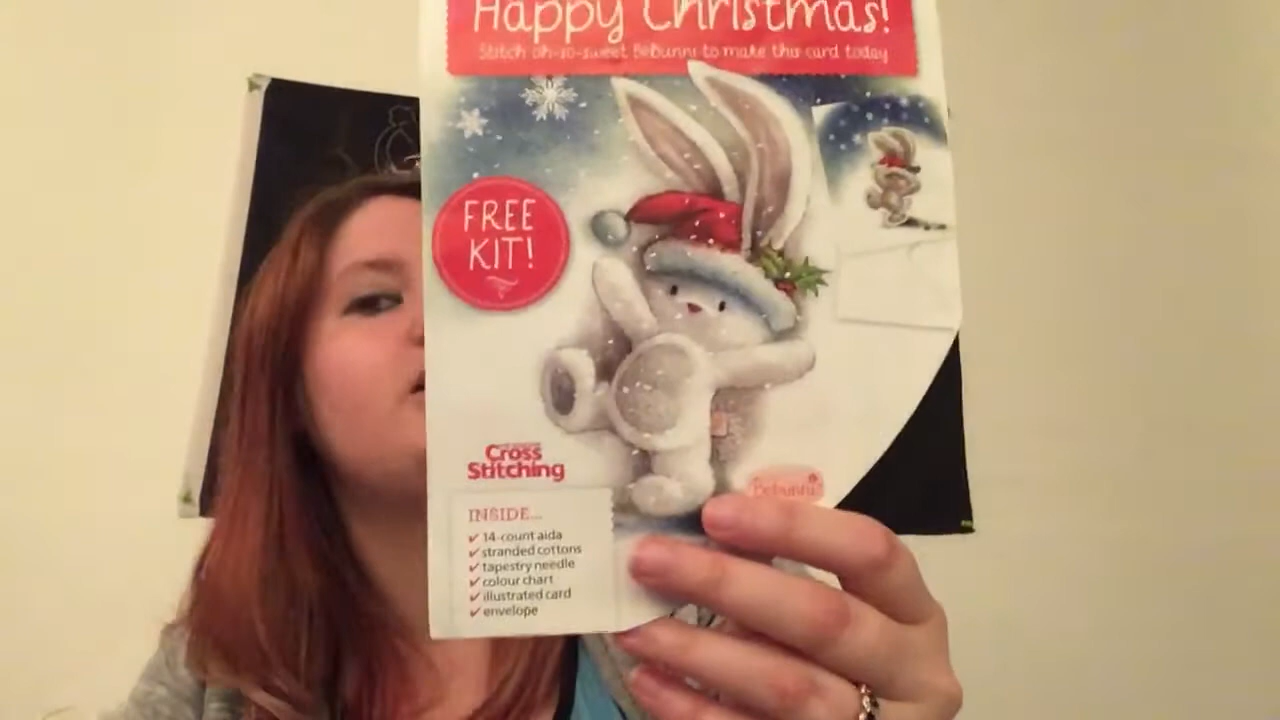 Happy Christmas!
Stitch oh-so-sweet BeBunni to make this card today
FREE
KIT!
Cross
Stitching
Bebunni
INSIDE...
✔ 14-count aida
✔ stranded cottons
✔ tapestry needle
✔ colour chart
✔ illustrated card
✔ envelope